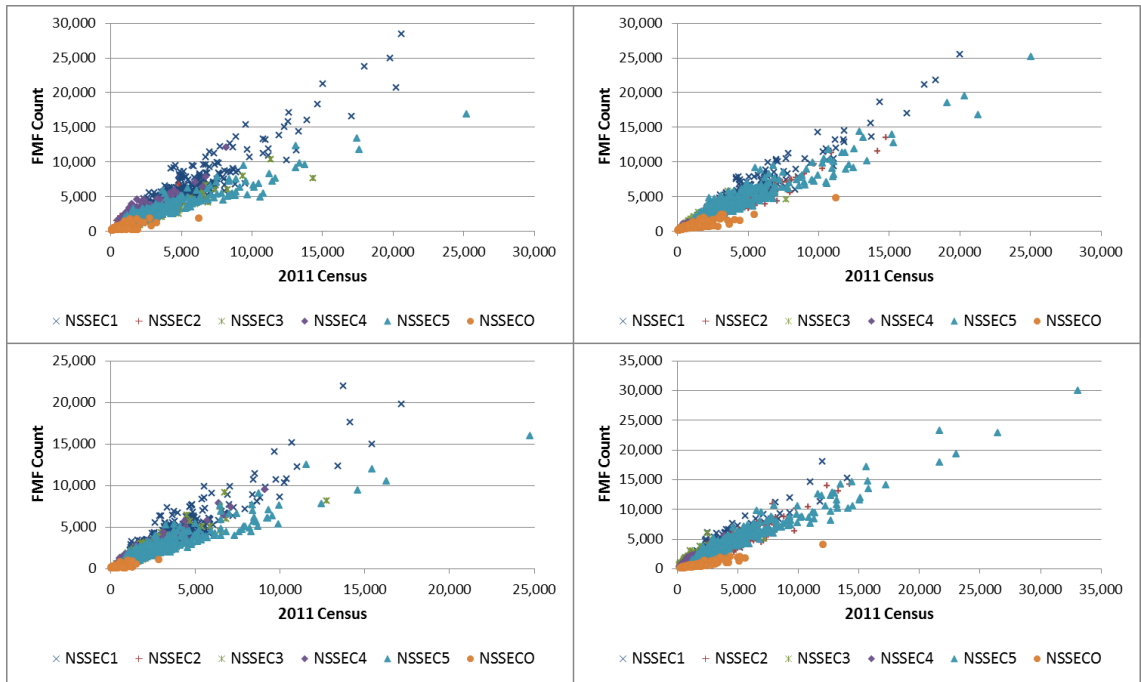 30,000
25,000
20,000
15,000
10,000
5,000
0
FMF Count
0 5,000 10,000 15,000 20,000 25,000 30,000
2011 Census
NSSEC1 NSSEC2 NSSEC3 NSSEC4 NSSEC5 NSSECO
30,000
25,000
20,000
15,000
10,000
5,000
0
FMF Count
0 5,000 10,000 15,000 20,000 25,000 30,000
2011 Census
NSSEC1 NSSEC2 NSSEC3 NSSEC4 NSSEC5 NSSECO
25,000
20,000
15,000
10,000
5,000
0
FMF Count
0 5,000 10,000 15,000 20,000 25,000
2011 Census
NSSEC1 NSSEC2 NSSEC3 NSSEC4 NSSEC5 NSSECO
35,000
30,000
25,000
20,000
15,000
10,000
5,000
0
FMF Count
0 5,000 10,000 15,000 20,000 25,000 30,000 35,000
2011 Census
NSSEC1 NSSEC2 NSSEC3 NSSEC4 NSSEC5 NSSECO